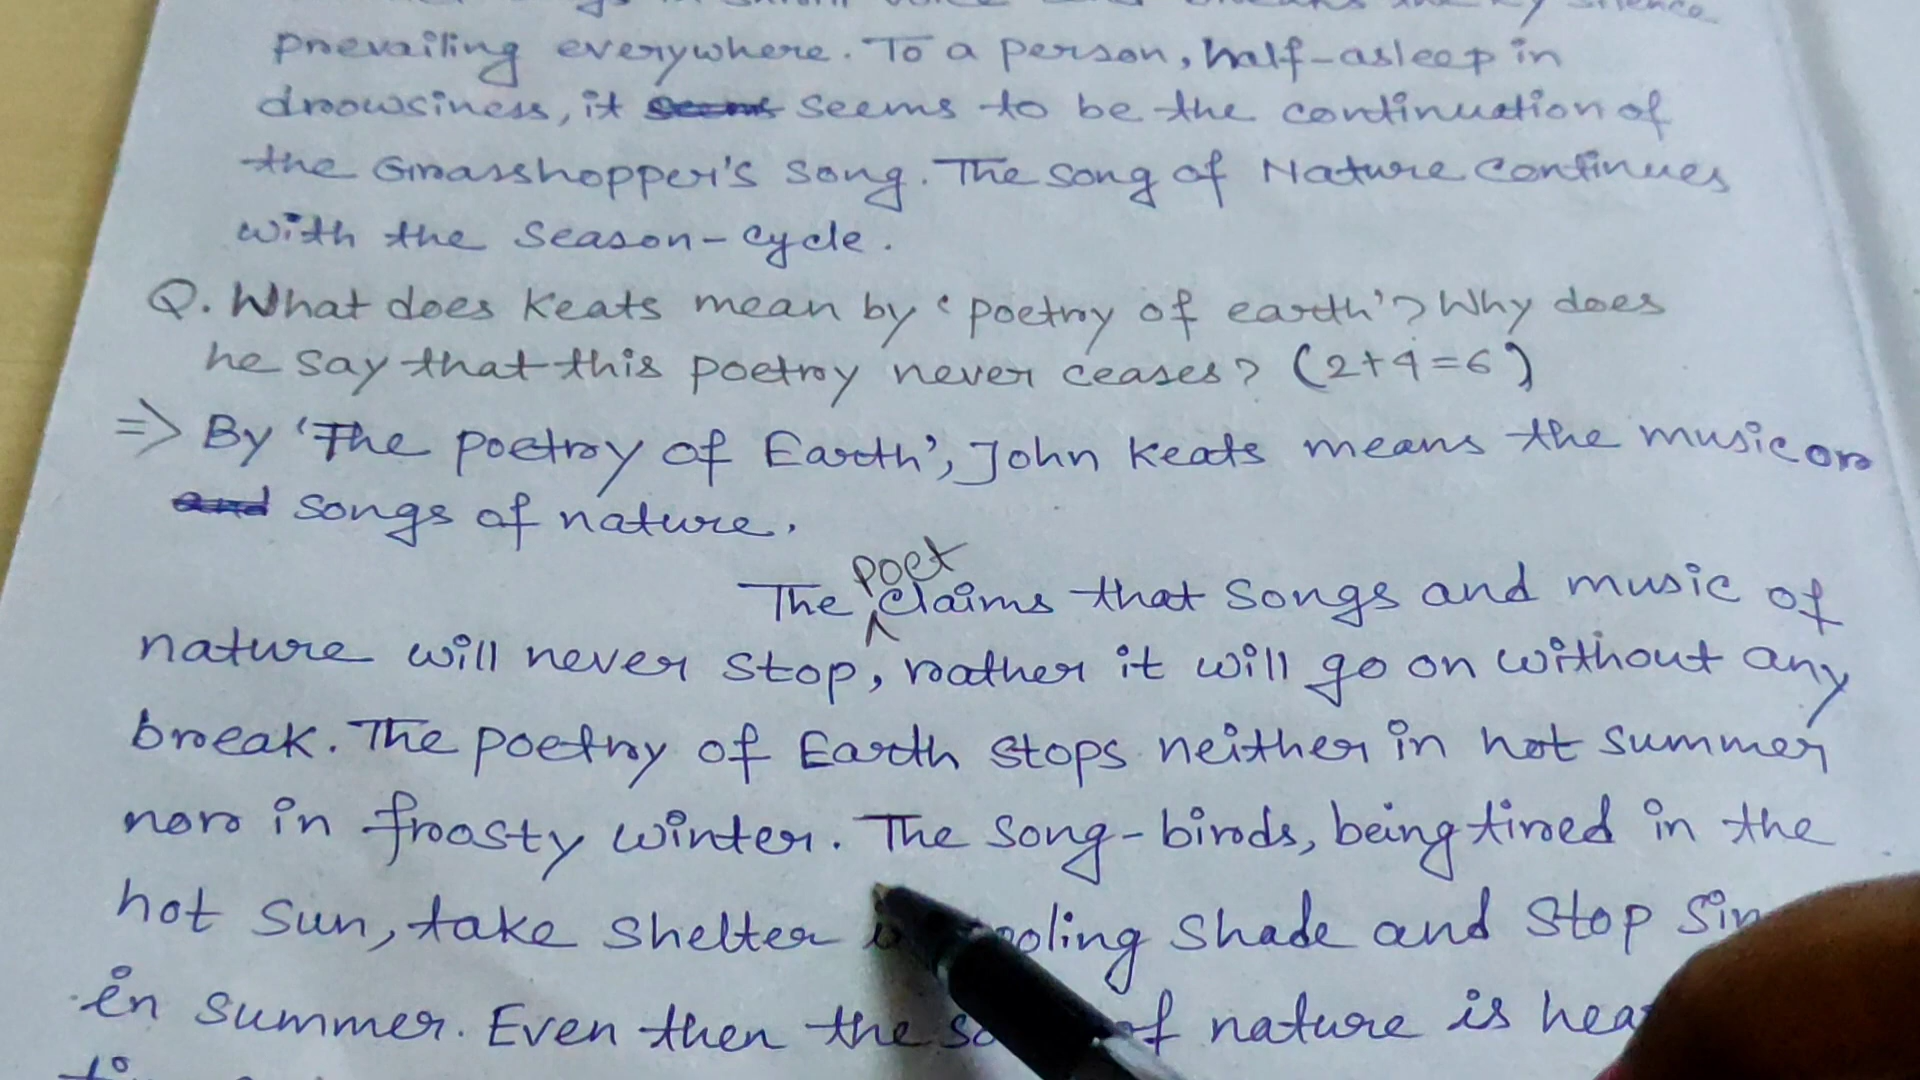 prevailing everywhere. To a person, half-asleep in
drowsiness, it seems to be the continuation of
the Grasshopper's song. The song of Nature continues
with the season-cycle.
Q. What does Keats mean by 'poetry of earth'? Why does
he say that this poetry never ceases? (2+4=6)
⇒ By 'The poetry of Earth', John Keats means the music or
songs of nature.
The poet claims that songs and music of
nature will never stop, rather it will go on without any
break. The poetry of Earth stops neither in hot summer
nor in frosty winter. The song-birds, being tired in the
hot sun, take shelter cooling shade and stop
in summer. Even then the of nature is